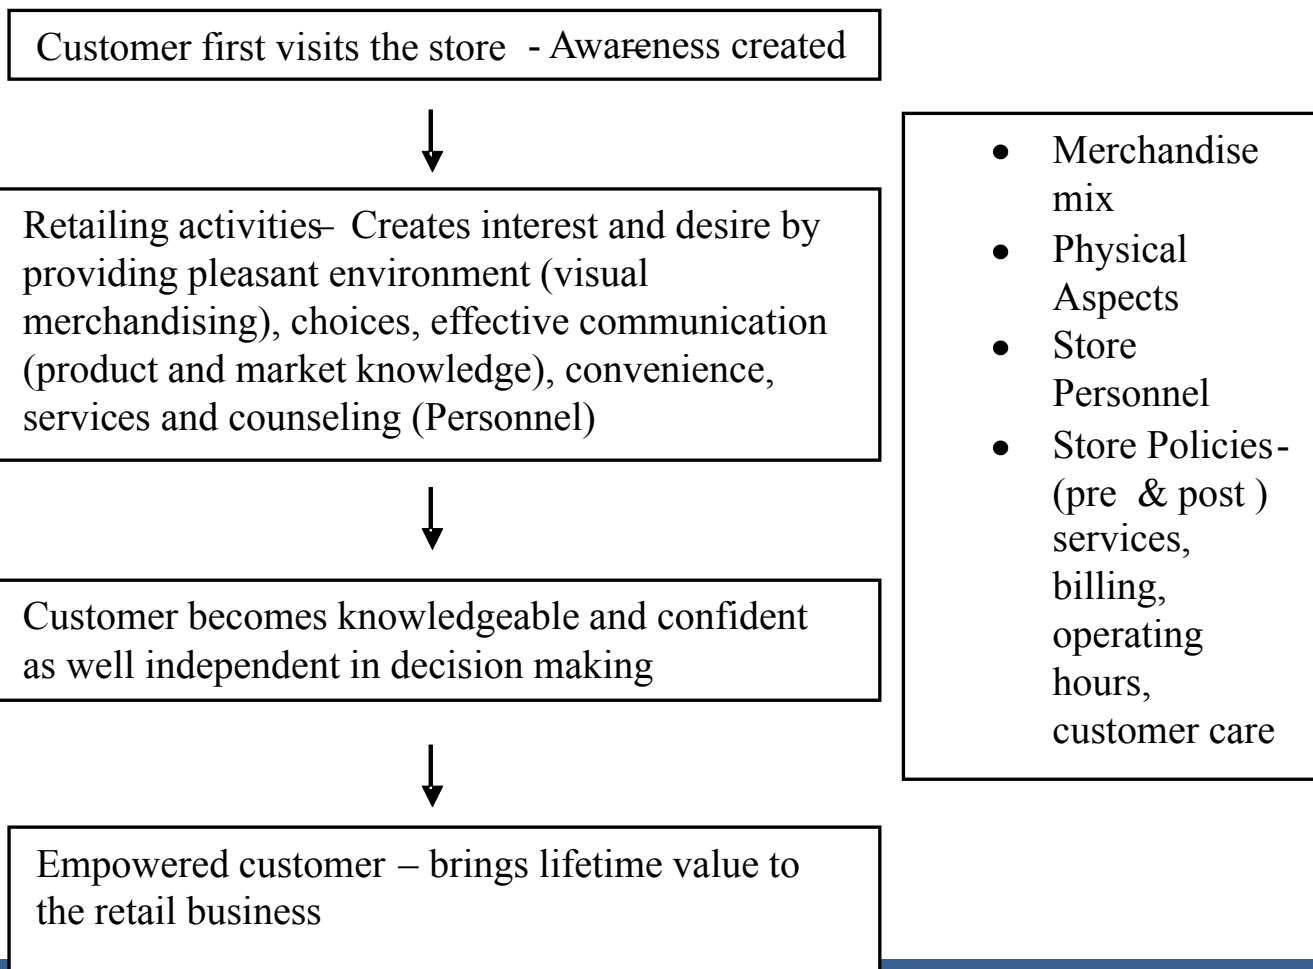 Customer first visits the store - Awareness created
Retailing activities– Creates interest and desire by
providing pleasant environment (visual
merchandising), choices, effective communication
(product and market knowledge), convenience,
services and counseling (Personnel)
Customer becomes knowledgeable and confident
as well independent in decision making
Empowered customer – brings lifetime value to
the retail business
● Merchandise
mix
● Physical
Aspects
● Store
Personnel
● Store Policies-
(pre & post )
services,
billing,
operating
hours,
customer care